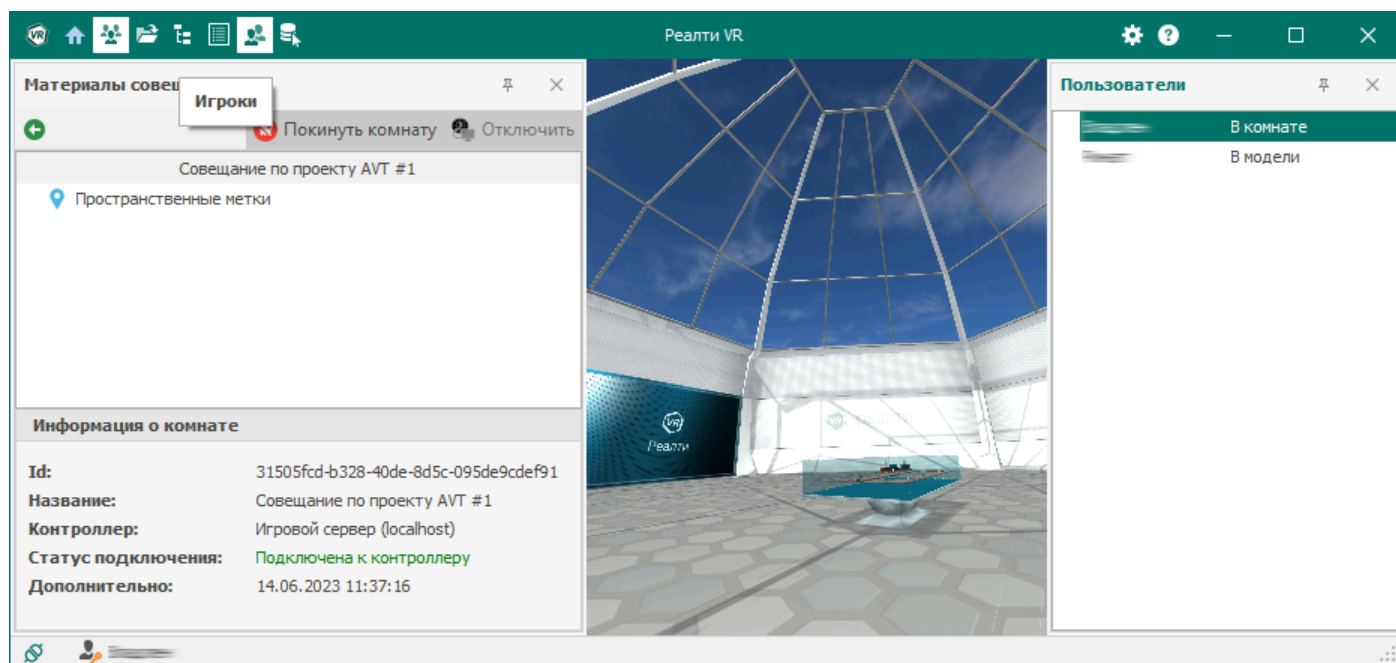 Реалти VR
Материалы совещ
Игроки
Покинуть комнату
Отключить
Совещание по проекту AVT #1
Пространственные метки
Информация о комнате
Id: 31505fcd-b328-40de-8d5c-095de9cdef91
Название: Совещание по проекту AVT #1
Контроллер: Игровой сервер (localhost)
Статус подключения: Подключена к контроллеру
Дополнительно: 14.06.2023 11:37:16
VR
Реалти
Пользователи
В комнате
В модели